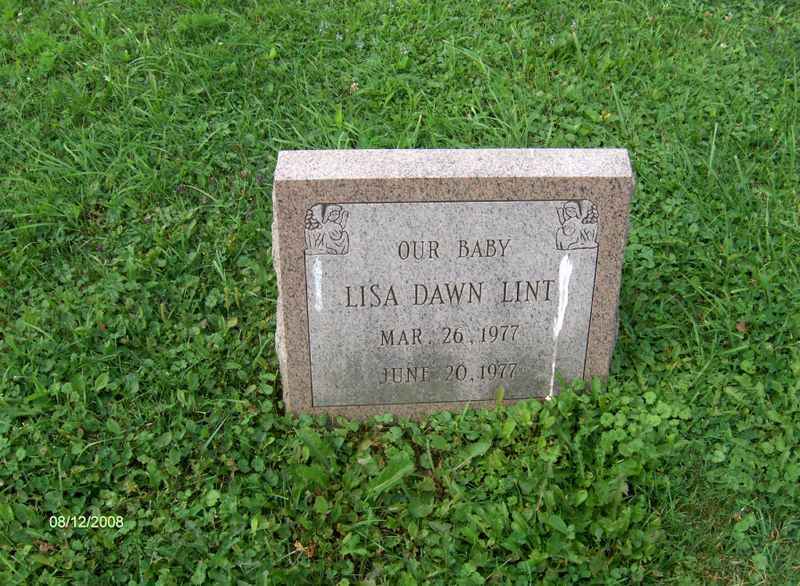 OUR BABY
LISA DAWN LINT
MAR. 26, 1977
JUNE 20, 1977
08/12/2008